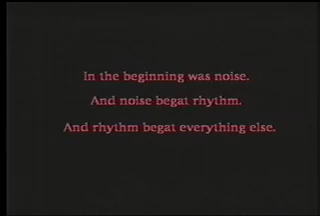 In the beginning was noise.
And noise begat rhythm.
And rhythm begat everything else.